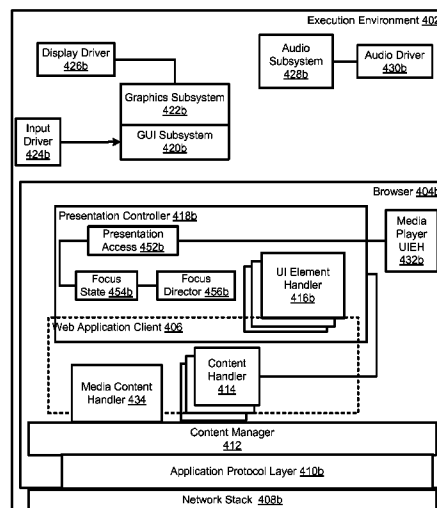 Execution Environment 402
Display Driver
426b
Audio
Subsystem
428b
Audio Driver
430b
Graphics Subsystem
422b
Input
Driver
424b
GUI Subsystem
420b
Browser 404b
Presentation Controller 418b
Presentation
Access 452b
Media
Player
UIEH
432b
Focus
State 454b
Focus
Director 456b
UI Element
Handler
416b
Web Application Client 406
Content
Handler
414
Media Content
Handler 434
Content Manager
412
Application Protocol Layer 410b
Network Stack 408b